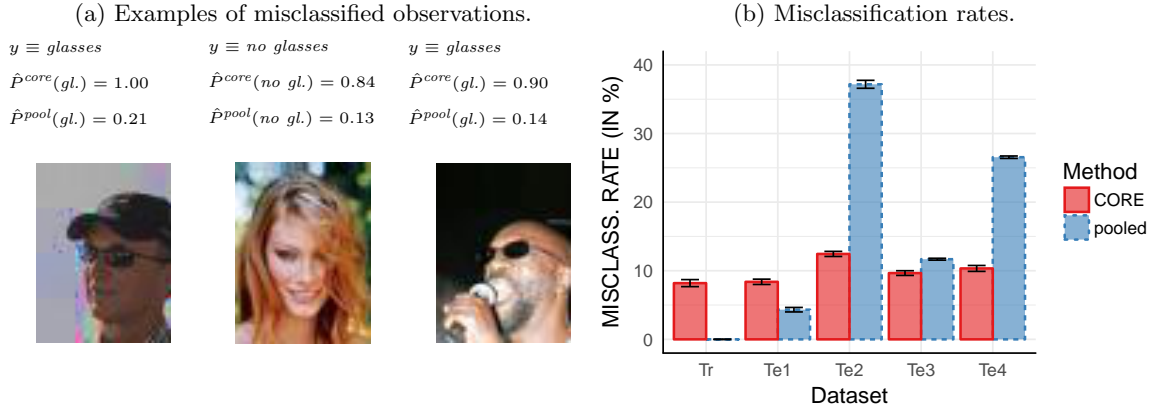 (a) Examples of misclassified observations.
y ≡ glasses
P̂^core(gl.) = 1.00
P̂^pool(gl.) = 0.21
y ≡ no glasses
P̂^core(no gl.) = 0.84
P̂^pool(no gl.) = 0.13
y ≡ glasses
P̂^core(gl.) = 0.90
P̂^pool(gl.) = 0.14
(b) Misclassification rates.
MISCLASS. RATE (IN %)
40
30
20
10
0
Tr Te1 Te2 Te3 Te4
Dataset
Method
CORE
pooled